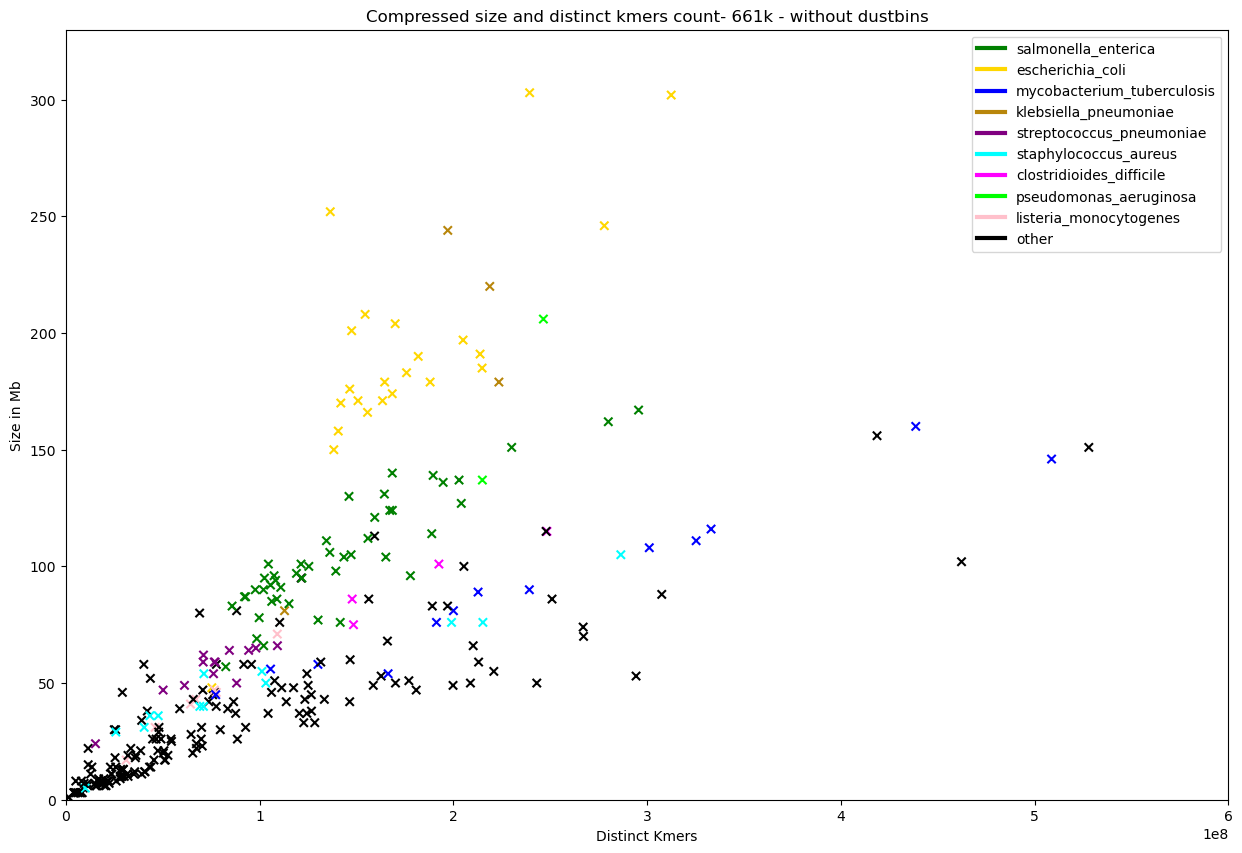 Compressed size and distinct kmers count- 661k - without dustbins
salmonella_enterica
escherichia_coli
mycobacterium_tuberculosis
klebsiella_pneumoniae
streptococcus_pneumoniae
staphylococcus_aureus
clostridioides_difficile
pseudomonas_aeruginosa
listeria_monocytogenes
other
Size in Mb
300
250
200
150
100
50
0
0 1 2 3 4 5 6
1e8
Distinct Kmers